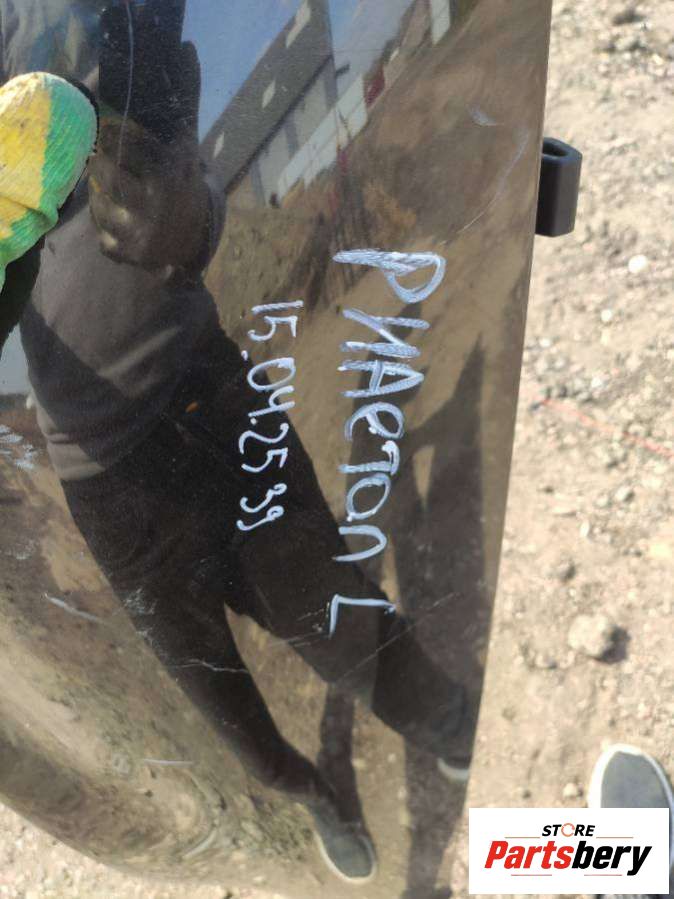 PHAeTON L
15.04.25 39
STORE
Partsbery